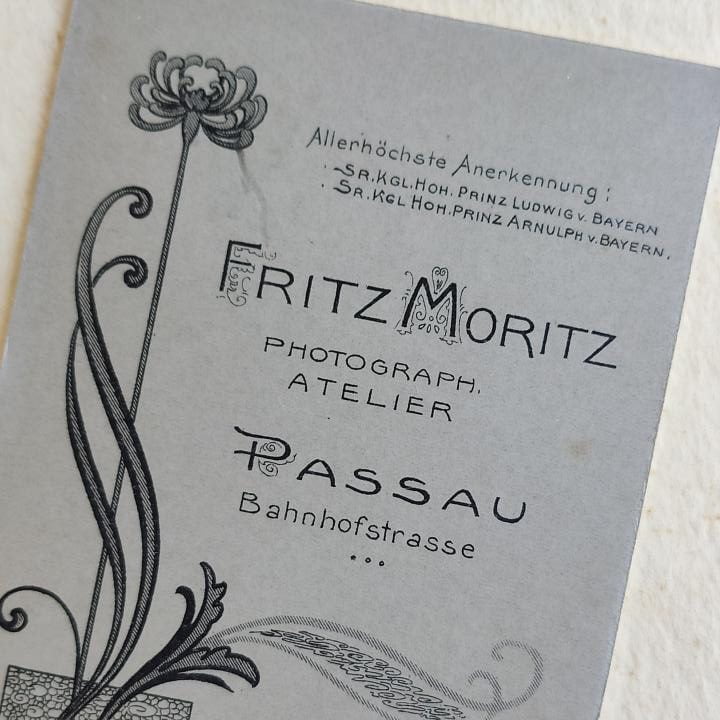 Allerhöchste Anerkennung:
Sr. Kgl. Hoh. Prinz Ludwig v. Bayern
Sr. Kgl Hoh. Prinz Arnulph v. Bayern.
FRITZ MORITZ
PHOTOGRAPH.
ATELIER
PASSAU
Bahnhofstrasse